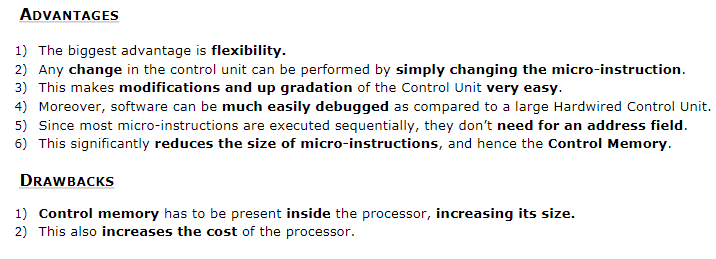 ADVANTAGES
1) The biggest advantage is flexibility.
2) Any change in the control unit can be performed by simply changing the micro-instruction.
3) This makes modifications and up gradation of the Control Unit very easy.
4) Moreover, software can be much easily debugged as compared to a large Hardwired Control Unit.
5) Since most micro-instructions are executed sequentially, they don’t need for an address field.
6) This significantly reduces the size of micro-instructions, and hence the Control Memory.
DRAWBACKS
1) Control memory has to be present inside the processor, increasing its size.
2) This also increases the cost of the processor.